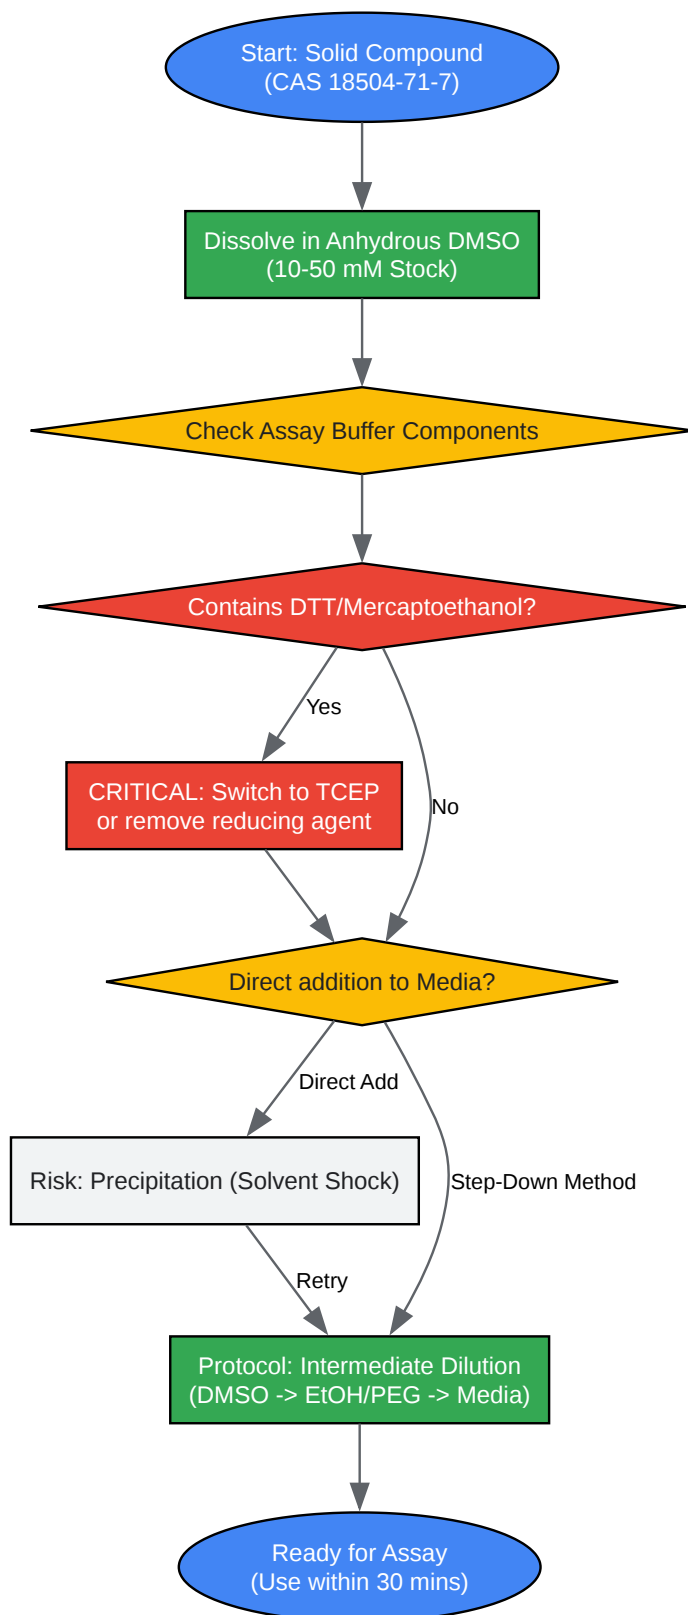 Start: Solid Compound
(CAS 18504-71-7)
Dissolve in Anhydrous DMSO
(10-50 mM Stock)
Check Assay Buffer Components
Contains DTT/Mercaptoethanol?
Yes
CRITICAL: Switch to TCEP
or remove reducing agent
No
Direct addition to Media?
Direct Add
Risk: Precipitation (Solvent Shock)
Step-Down Method
Retry
Protocol: Intermediate Dilution
(DMSO -> EtOH/PEG -> Media)
Ready for Assay
(Use within 30 mins)